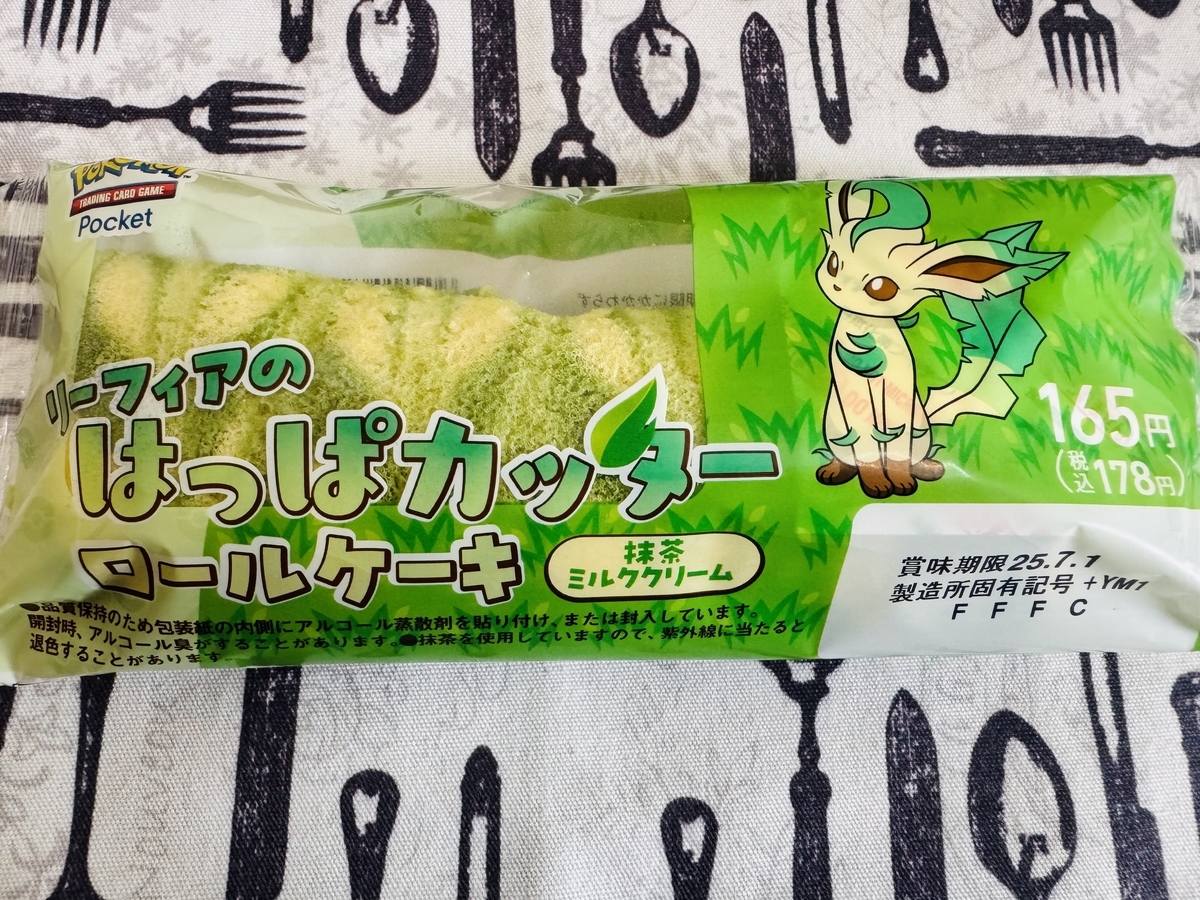 POKÉMON
TRADING CARD GAME
Pocket
リーフィアの
はっぱカッター
ロールケーキ
抹茶
ミルククリーム
165円
(税込178円)
賞味期限25.7.1
製造所固有記号 +YM1
F F F C
●品質保持のため包装紙の内側にアルコール蒸散剤を貼り付け、または封入しています。
開封時、アルコール臭がすることがあります。●抹茶を使用していますので、紫外線に当たると
退色することがあります。